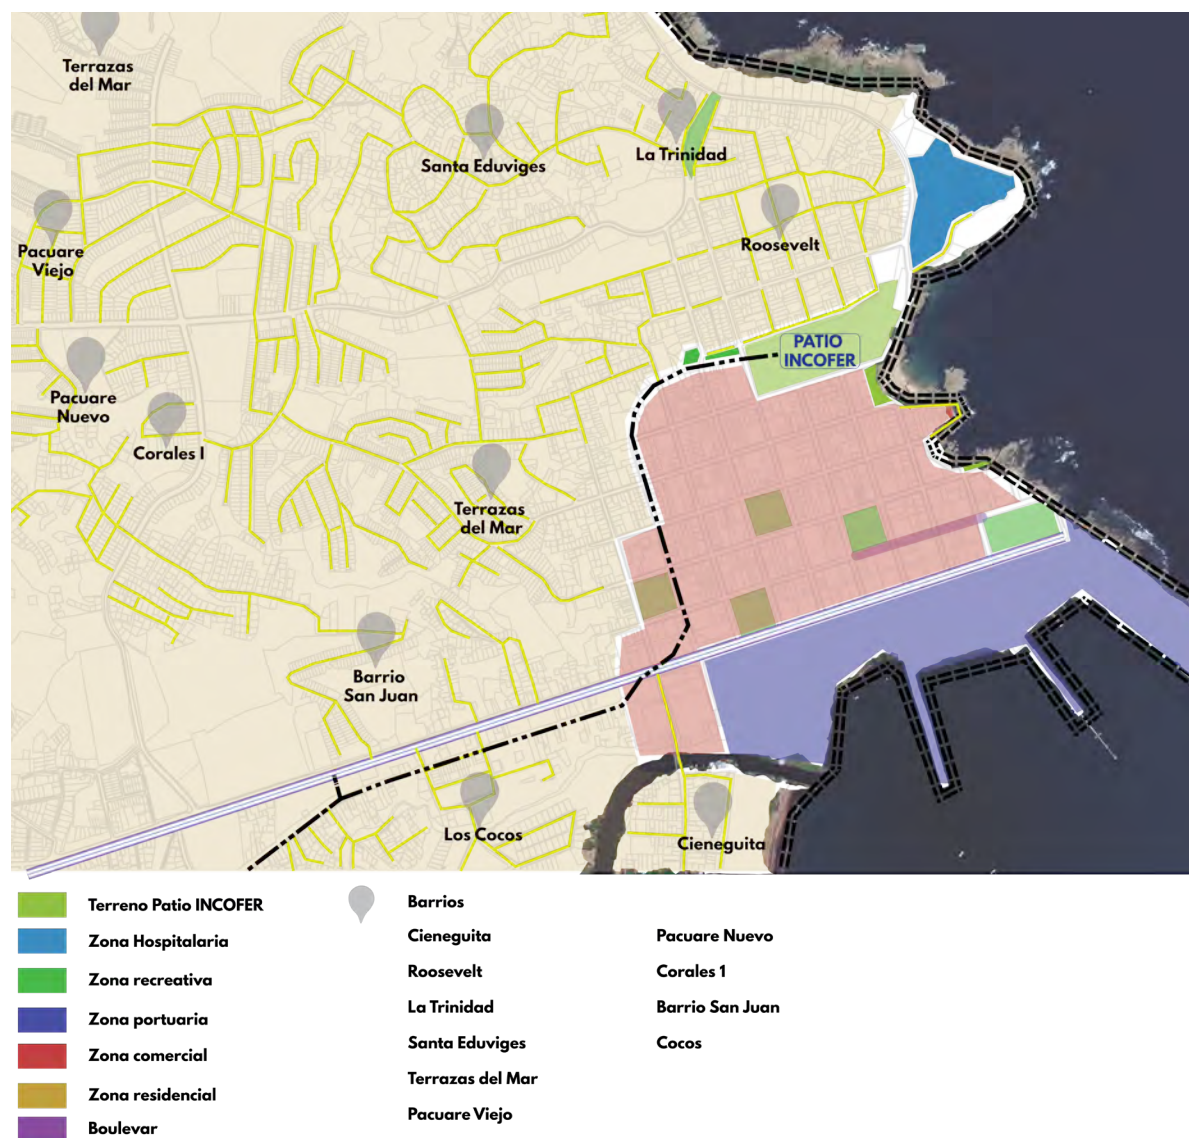 Terrazas
del Mar
Santa Eduviges
La Trinidad
Pacuare
Viejo
Roosevelt
PATIO
INCOFER
Pacuare
Nuevo
Corales I
Terrazas
del Mar
Barrio
San Juan
Los Cocos
Cieneguita
Terreno Patio INCOFER
Zona Hospitalaria
Zona recreativa
Zona portuaria
Zona comercial
Zona residencial
Boulevar
Barrios
Cieneguita
Roosevelt
La Trinidad
Santa Eduviges
Terrazas del Mar
Pacuare Viejo
Pacuare Nuevo
Corales 1
Barrio San Juan
Cocos